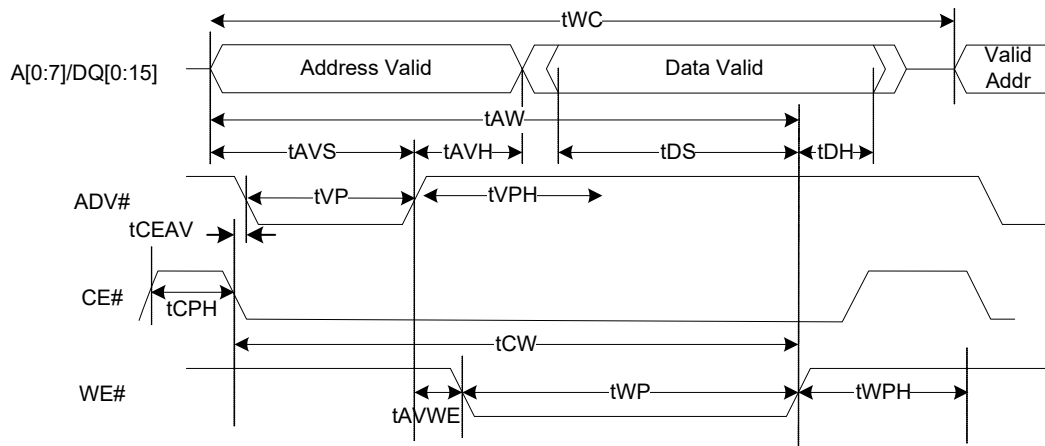 tWC
A[0:7]/DQ[0:15]
Address Valid
Data Valid
Valid
Addr
tAW
tAVS
tAVH
tDS
tDH
ADV#
tVP
tVPH
tCEAV
CE#
tCPH
tCW
WE#
tAVWE
tWP
tWPH